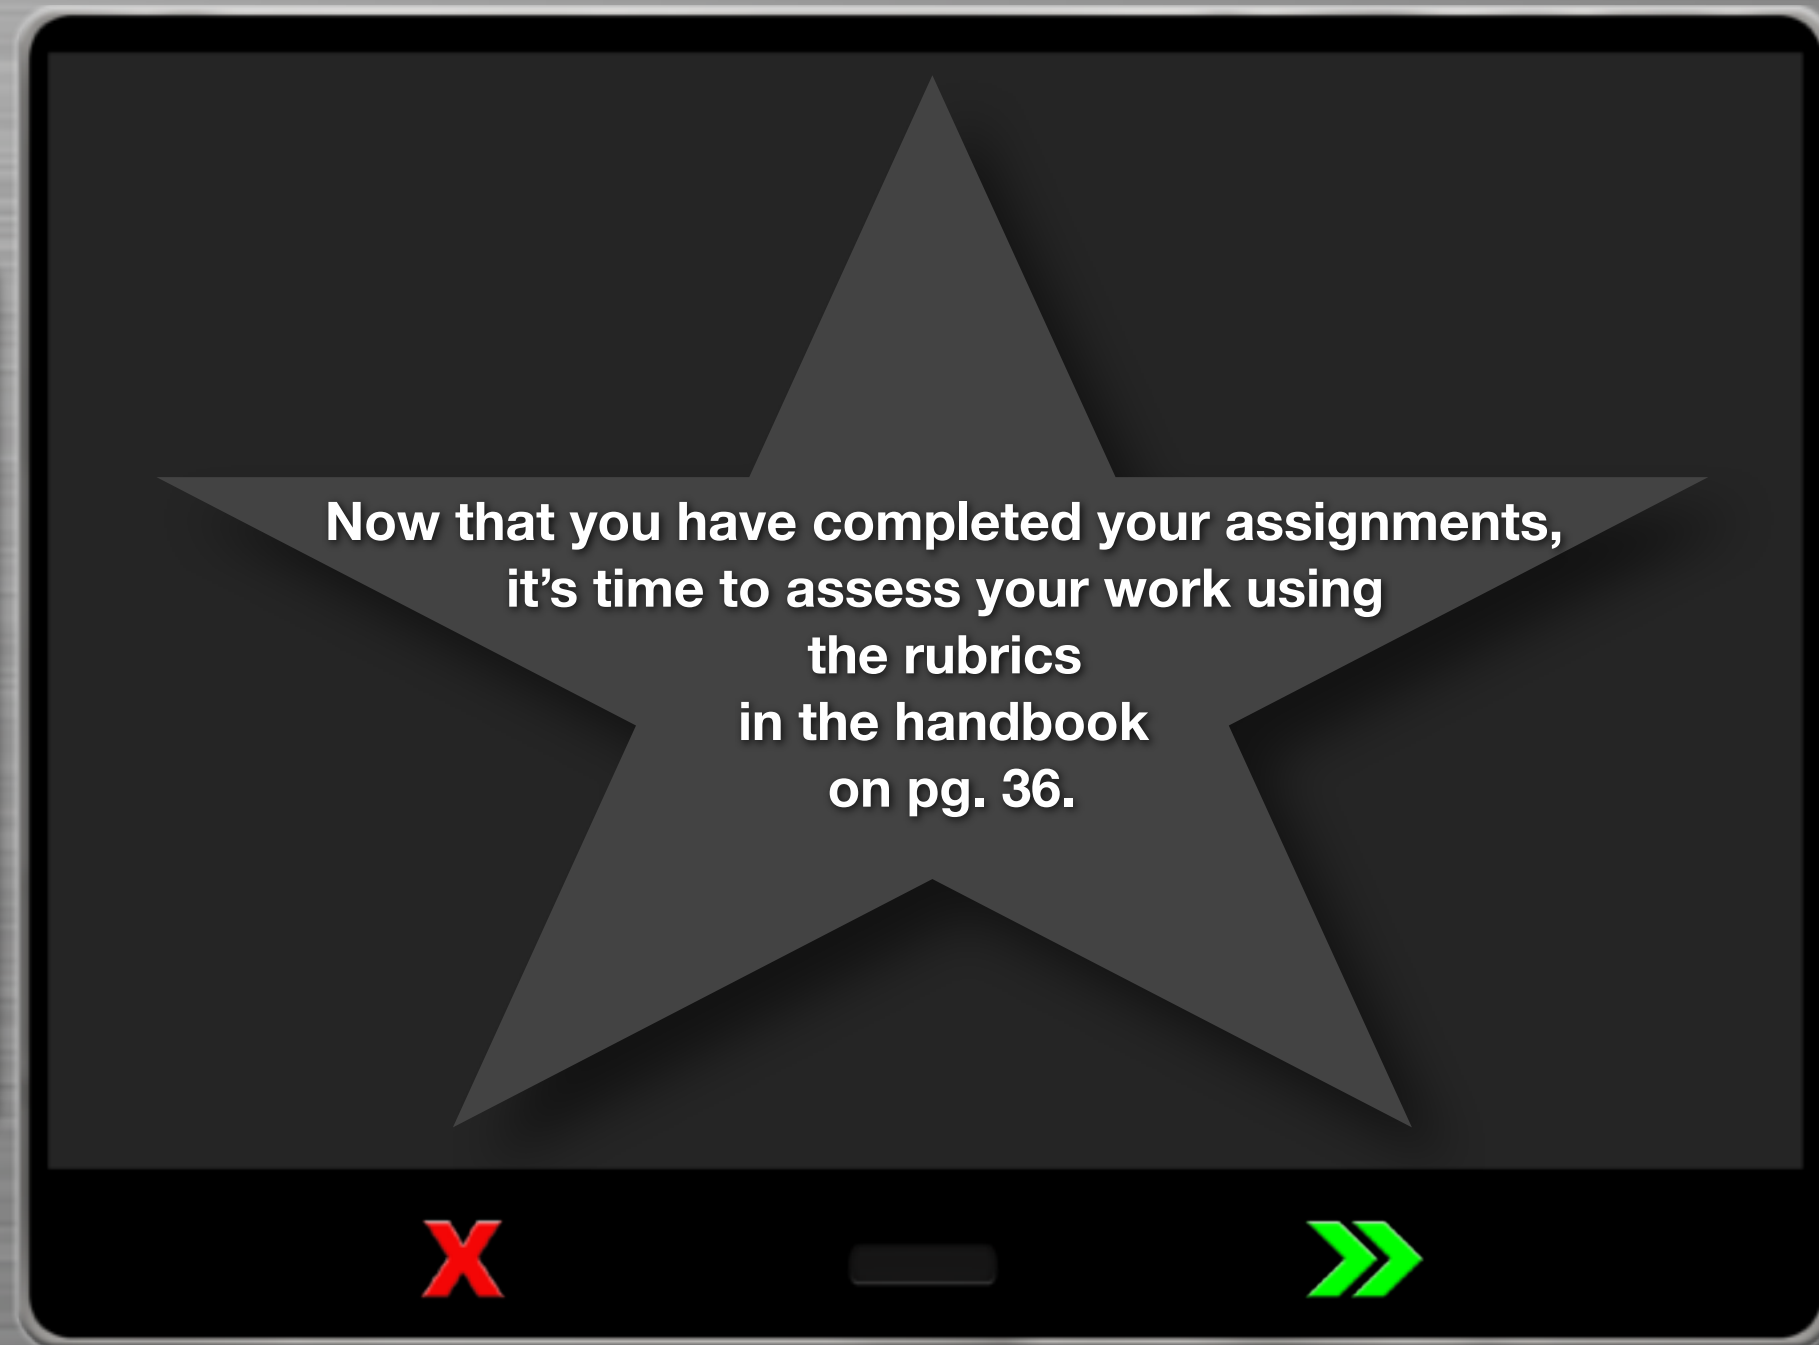 Now that you have completed your assignments,
it’s time to assess your work using
the rubrics
in the handbook
on pg. 36.
X